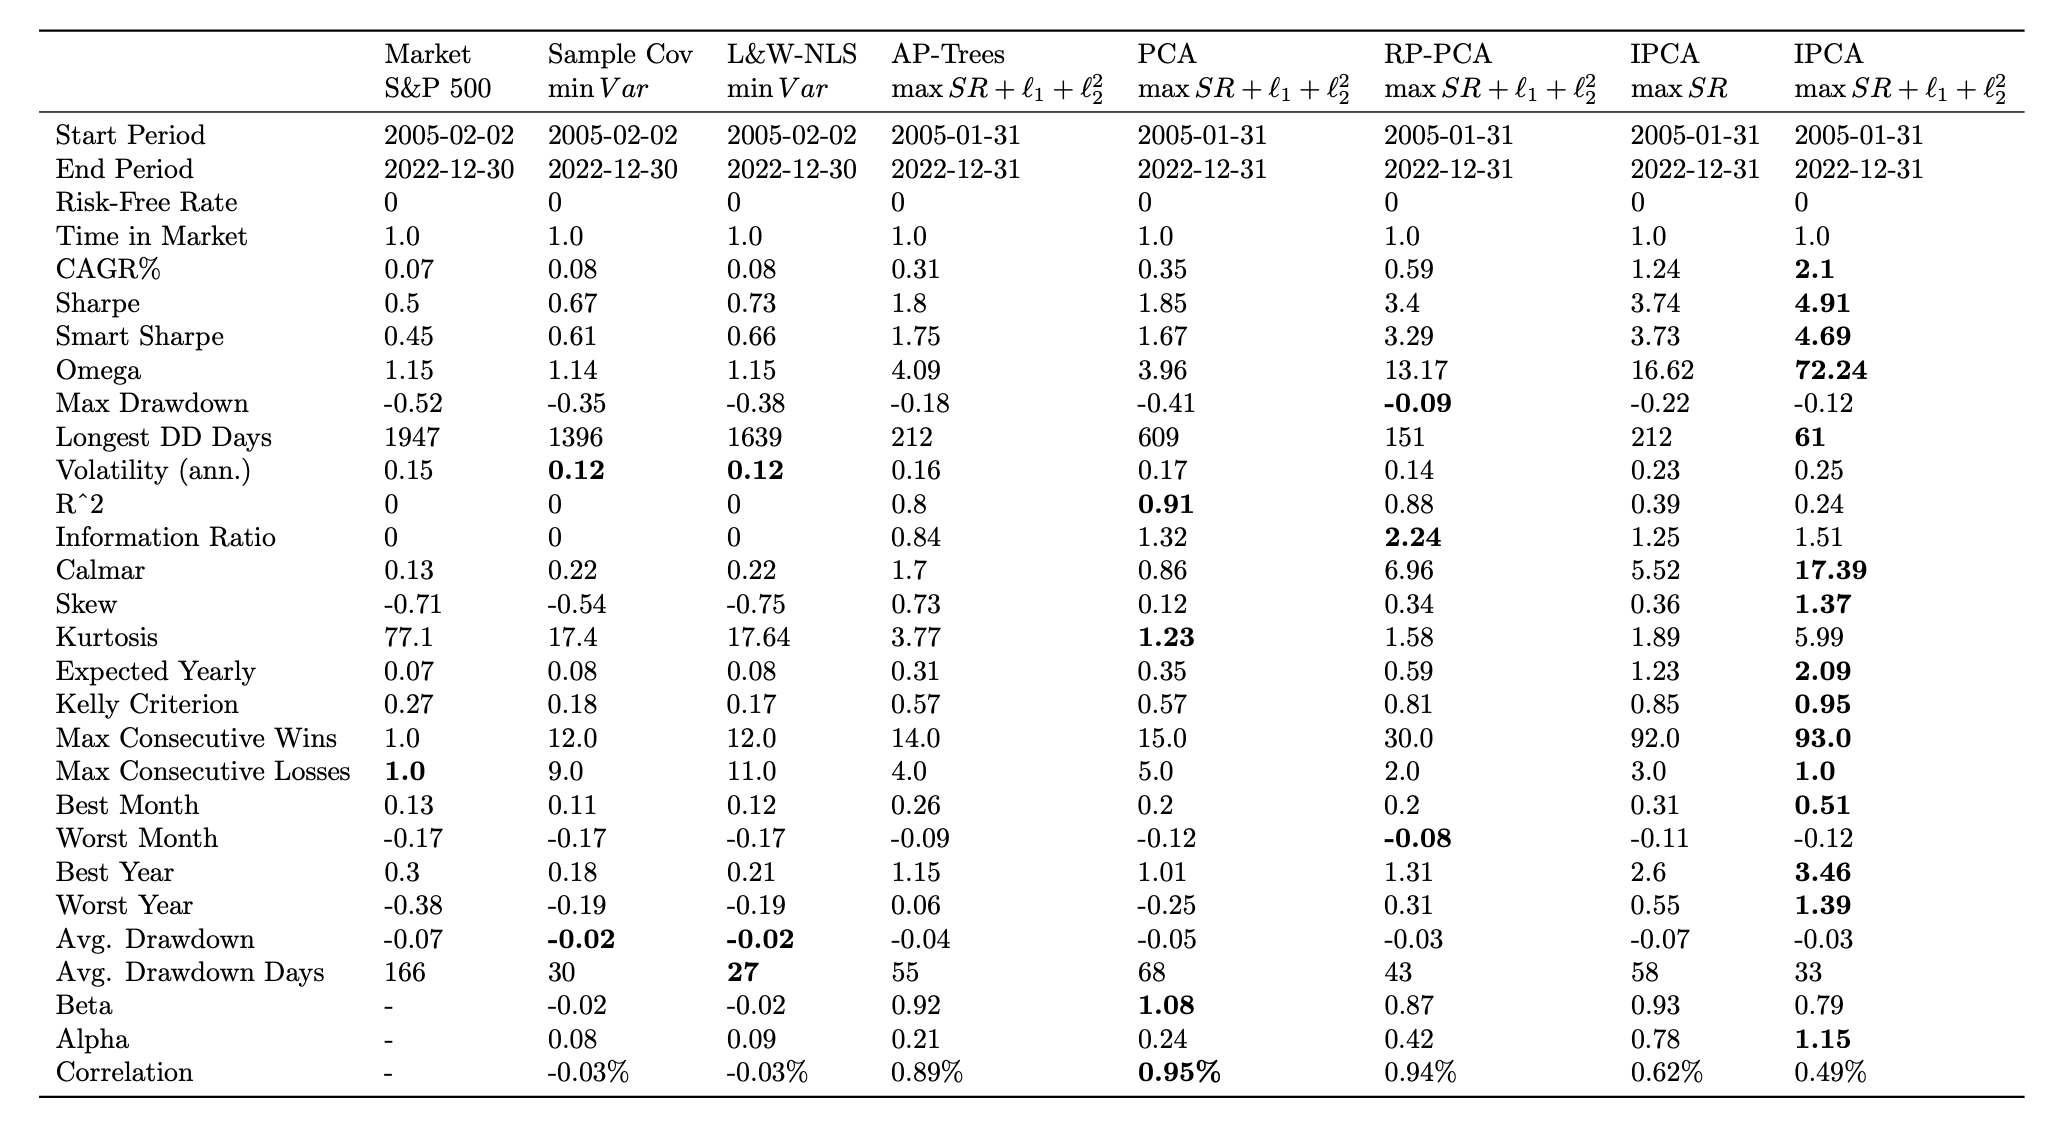 Market Sample Cov L&W-NLS AP-Trees PCA RP-PCA IPCA IPCA
S&P 500 min Var min Var max SR + ℓ₁ + ℓ₂² max SR + ℓ₁ + ℓ₂² max SR + ℓ₁ + ℓ₂² max SR max SR + ℓ₁ + ℓ₂²
Start Period 2005-02-02 2005-02-02 2005-02-02 2005-01-31 2005-01-31 2005-01-31 2005-01-31 2005-01-31
End Period 2022-12-30 2022-12-30 2022-12-30 2022-12-31 2022-12-31 2022-12-31 2022-12-31 2022-12-31
Risk-Free Rate 0 0 0 0 0 0 0 0
Time in Market 1.0 1.0 1.0 1.0 1.0 1.0 1.0 1.0
CAGR% 0.07 0.08 0.08 0.31 0.35 0.59 1.24 2.1
Sharpe 0.5 0.67 0.73 1.8 1.85 3.4 3.74 4.91
Smart Sharpe 0.45 0.61 0.66 1.75 1.67 3.29 3.73 4.69
Omega 1.15 1.14 1.15 4.09 3.96 13.17 16.62 72.24
Max Drawdown -0.52 -0.35 -0.38 -0.18 -0.41 -0.09 -0.22 -0.12
Longest DD Days 1947 1396 1639 212 609 151 212 61
Volatility (ann.) 0.15 0.12 0.12 0.16 0.17 0.14 0.23 0.25
R^2 0 0 0 0.8 0.91 0.88 0.39 0.24
Information Ratio 0 0 0 0.84 1.32 2.24 1.25 1.51
Calmar 0.13 0.22 0.22 1.7 0.86 6.96 5.52 17.39
Skew -0.71 -0.54 -0.75 0.73 0.12 0.34 0.36 1.37
Kurtosis 77.1 17.4 17.64 3.77 1.23 1.58 1.89 5.99
Expected Yearly 0.07 0.08 0.08 0.31 0.35 0.59 1.23 2.09
Kelly Criterion 0.27 0.18 0.17 0.57 0.57 0.81 0.85 0.95
Max Consecutive Wins 1.0 12.0 12.0 14.0 15.0 30.0 92.0 93.0
Max Consecutive Losses 1.0 9.0 11.0 4.0 5.0 2.0 3.0 1.0
Best Month 0.13 0.11 0.12 0.26 0.2 0.2 0.31 0.51
Worst Month -0.17 -0.17 -0.17 -0.09 -0.12 -0.08 -0.11 -0.12
Best Year 0.3 0.18 0.21 1.15 1.01 1.31 2.6 3.46
Worst Year -0.38 -0.19 -0.19 0.06 -0.25 0.31 0.55 1.39
Avg. Drawdown -0.07 -0.02 -0.02 -0.04 -0.05 -0.03 -0.07 -0.03
Avg. Drawdown Days 166 30 27 55 68 43 58 33
Beta - -0.02 -0.02 0.92 1.08 0.87 0.93 0.79
Alpha - 0.08 0.09 0.21 0.24 0.42 0.78 1.15
Correlation - -0.03% -0.03% 0.89% 0.95% 0.94% 0.62% 0.49%